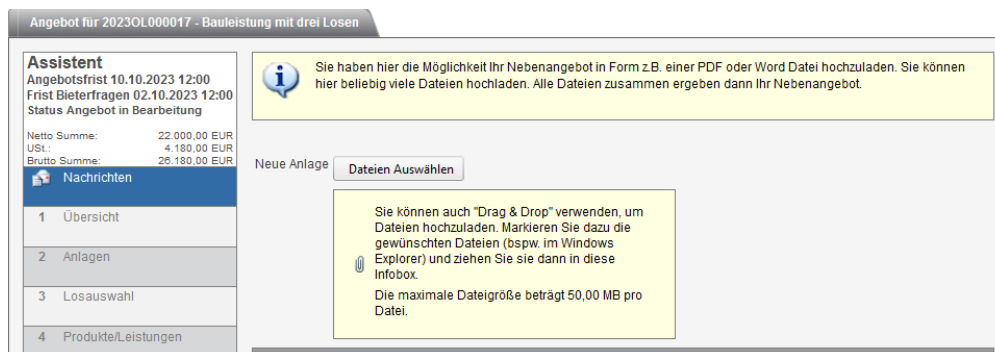 Angebot für 2023OL000017 - Bauleistung mit drei Losen
Assistent
Angebotsfrist 10.10.2023 12:00
Frist Bieterfragen 02.10.2023 12:00
Status Angebot in Bearbeitung
Netto Summe: 22.000,00 EUR
USt.: 4.180,00 EUR
Brutto Summe: 26.180,00 EUR
Nachrichten
1 Übersicht
2 Anlagen
3 Losauswahl
4 Produkte/Leistungen
Sie haben hier die Möglichkeit Ihr Nebenangebot in Form z.B. einer PDF oder Word Datei hochzuladen. Sie können
hier beliebig viele Dateien hochladen. Alle Dateien zusammen ergeben dann Ihr Nebenangebot.
Neue Anlage Dateien Auswählen
Sie können auch "Drag & Drop" verwenden, um
Dateien hochzuladen. Markieren Sie dazu die
gewünschten Dateien (bspw. im Windows
Explorer) und ziehen Sie sie dann in diese
Infobox.
Die maximale Dateigröße beträgt 50,00 MB pro
Datei.